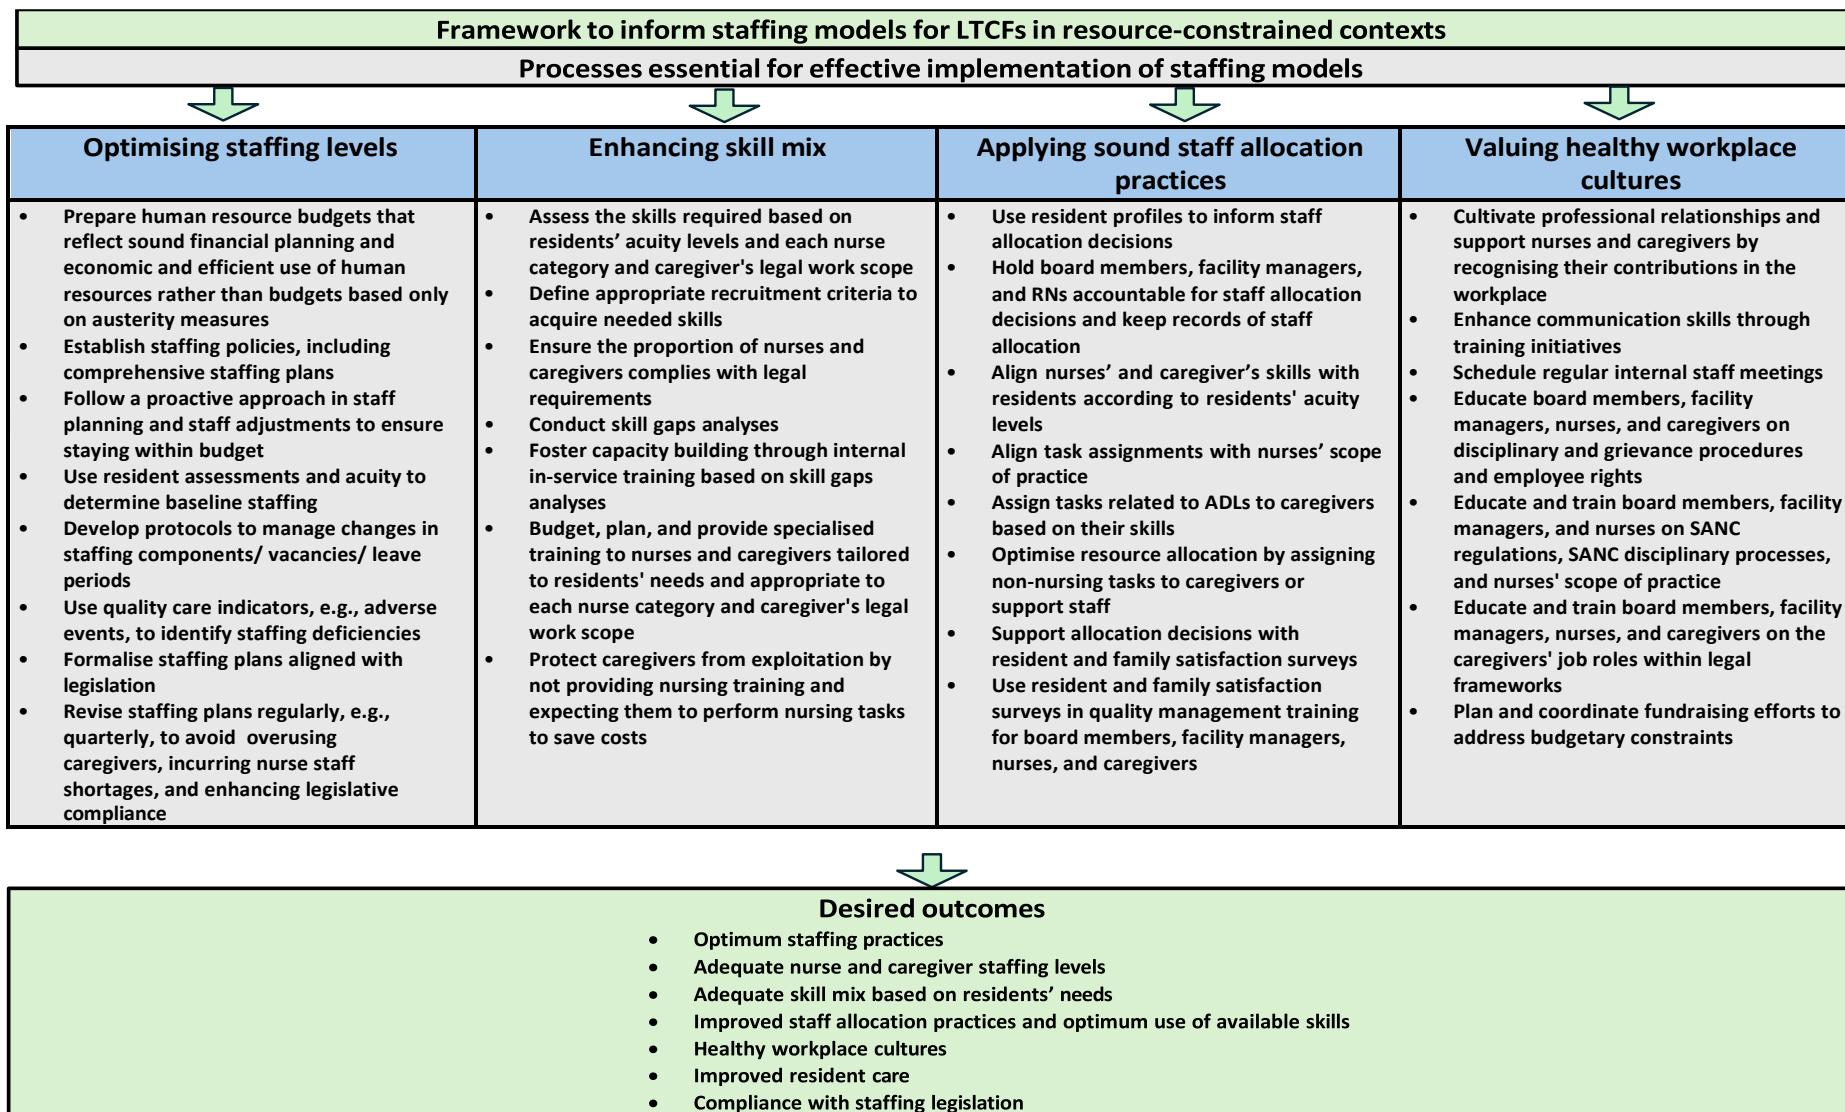 Framework to inform staffing models for LTCFs in resource-constrained contexts
Processes essential for effective implementation of staffing models
Optimising staffing levels
• Prepare human resource budgets that
reflect sound financial planning and
economic and efficient use of human
resources rather than budgets based only
on austerity measures
• Establish staffing policies, including
comprehensive staffing plans
• Follow a proactive approach in staff
planning and staff adjustments to ensure
staying within budget
• Use resident assessments and acuity to
determine baseline staffing
• Develop protocols to manage changes in
staffing components/ vacancies/ leave
periods
• Use quality care indicators, e.g., adverse
events, to identify staffing deficiencies
• Formalise staffing plans aligned with
legislation
• Revise staffing plans regularly, e.g.,
quarterly, to avoid overusing
caregivers, incurring nurse staff
shortages, and enhancing legislative
compliance
Enhancing skill mix
• Assess the skills required based on
residents’ acuity levels and each nurse
category and caregiver's legal work scope
• Define appropriate recruitment criteria to
acquire needed skills
• Ensure the proportion of nurses and
caregivers complies with legal
requirements
• Conduct skill gaps analyses
• Foster capacity building through internal
in-service training based on skill gaps
analyses
• Budget, plan, and provide specialised
training to nurses and caregivers tailored
to residents' needs and appropriate to
each nurse category and caregiver's legal
work scope
• Protect caregivers from exploitation by
not providing nursing training and
expecting them to perform nursing tasks
to save costs
Applying sound staff allocation
practices
• Use resident profiles to inform staff
allocation decisions
• Hold board members, facility managers,
and RNs accountable for staff allocation
decisions and keep records of staff
allocation
• Align nurses’ and caregiver’s skills with
residents according to residents' acuity
levels
• Align task assignments with nurses’ scope
of practice
• Assign tasks related to ADLs to caregivers
based on their skills
• Optimise resource allocation by assigning
non-nursing tasks to caregivers or
support staff
• Support allocation decisions with
resident and family satisfaction surveys
• Use resident and family satisfaction
surveys in quality management training
for board members, facility managers,
nurses, and caregivers
Valuing healthy workplace
cultures
• Cultivate professional relationships and
support nurses and caregivers by
recognising their contributions in the
workplace
• Enhance communication skills through
training initiatives
• Schedule regular internal staff meetings
• Educate board members, facility
managers, nurses, and caregivers on
disciplinary and grievance procedures
and employee rights
• Educate and train board members, facility
managers, and nurses on SANC
regulations, SANC disciplinary processes,
and nurses' scope of practice
• Educate and train board members, facility
managers, nurses, and caregivers on the
caregivers' job roles within legal
frameworks
• Plan and coordinate fundraising efforts to
address budgetary constraints
Desired outcomes
• Optimum staffing practices
• Adequate nurse and caregiver staffing levels
• Adequate skill mix based on residents’ needs
• Improved staff allocation practices and optimum use of available skills
• Healthy workplace cultures
• Improved resident care
• Compliance with staffing legislation